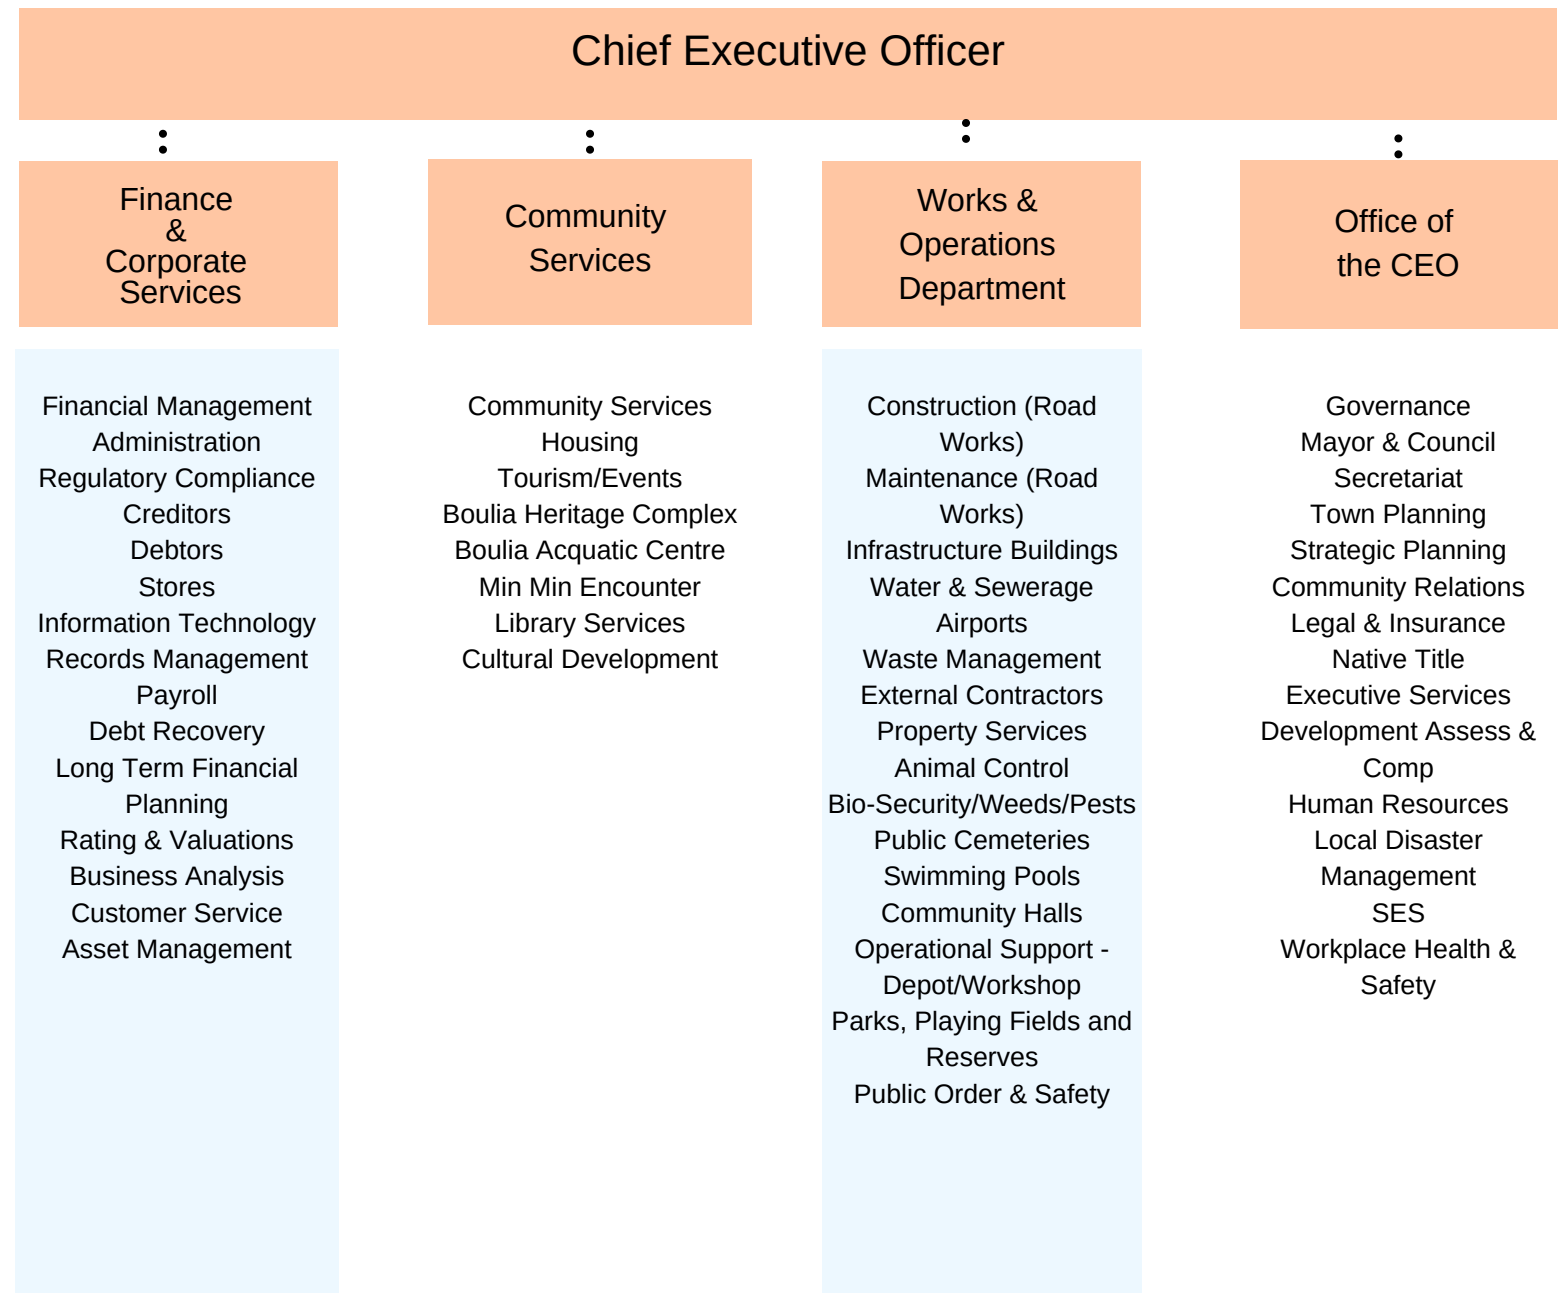 Chief Executive Officer
Finance
&
Corporate
Services
Community
Services
Works &
Operations
Department
Office of
the CEO
Financial Management
Administration
Regulatory Compliance
Creditors
Debtors
Stores
Information Technology
Records Management
Payroll
Debt Recovery
Long Term Financial
Planning
Rating & Valuations
Business Analysis
Customer Service
Asset Management
Community Services
Housing
Tourism/Events
Boulia Heritage Complex
Boulia Acquatic Centre
Min Min Encounter
Library Services
Cultural Development
Construction (Road
Works)
Maintenance (Road
Works)
Infrastructure Buildings
Water & Sewerage
Airports
Waste Management
External Contractors
Property Services
Animal Control
Bio-Security/Weeds/Pests
Public Cemeteries
Swimming Pools
Community Halls
Operational Support -
Depot/Workshop
Parks, Playing Fields and
Reserves
Public Order & Safety
Governance
Mayor & Council
Secretariat
Town Planning
Strategic Planning
Community Relations
Legal & Insurance
Native Title
Executive Services
Development Assess &
Comp
Human Resources
Local Disaster
Management
SES
Workplace Health &
Safety